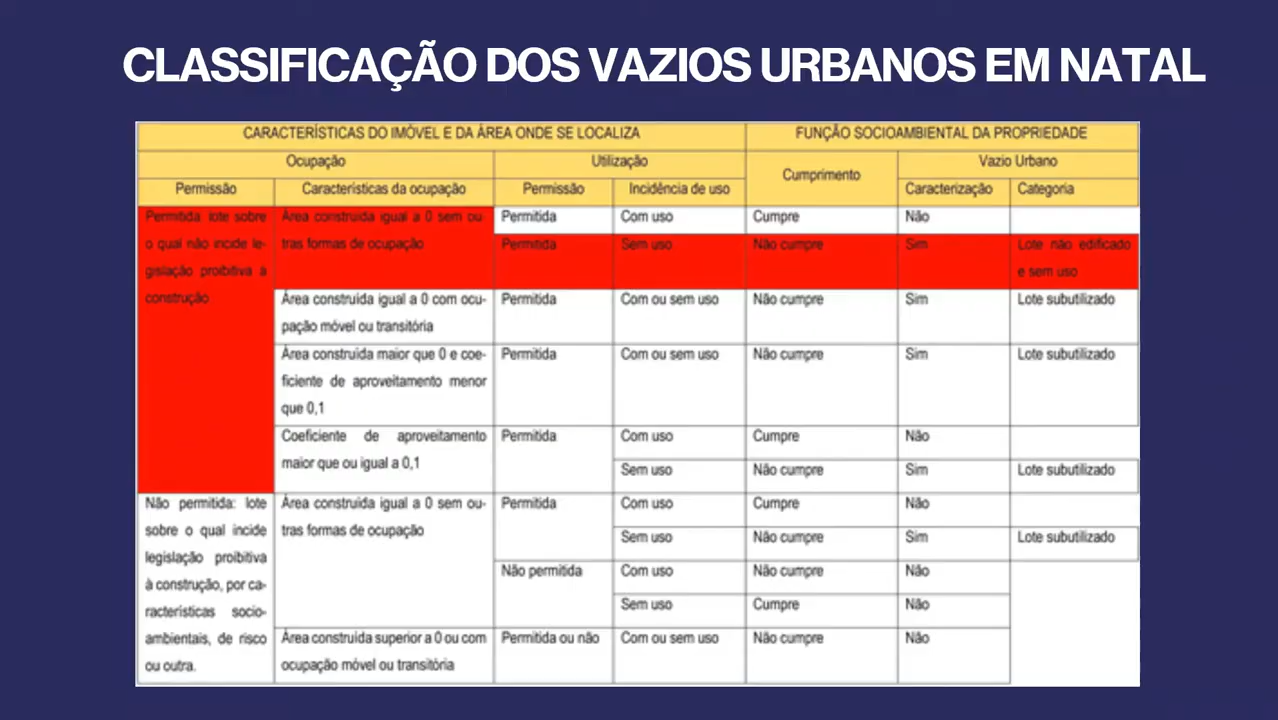 CLASSIFICAÇÃO DOS VAZIOS URBANOS EM NATAL
CARACTERÍSTICAS DO IMÓVEL E DA ÁREA ONDE SE LOCALIZA
FUNÇÃO SOCIOAMBIENTAL DA PROPRIEDADE
Ocupação
Utilização
Cumprimento
Vazio Urbano
Permissão
Características da ocupação
Permissão
Incidência de uso
Caracterização
Categoria
Permitida: lote sobre
o qual não incide le-
gislação proibitiva à
construção
Área construída igual a 0 sem ou-
tras formas de ocupação
Permitida
Com uso
Cumpre
Não
Permitida
Sem uso
Não cumpre
Sim
Lote não edificado
e sem uso
Área construída igual a 0 com ocu-
pação móvel ou transitória
Permitida
Com ou sem uso
Não cumpre
Sim
Lote subutilizado
Área construída maior que 0 e coe-
ficiente de aproveitamento menor
que 0,1
Permitida
Com ou sem uso
Não cumpre
Sim
Lote subutilizado
Coeficiente de aproveitamento
maior que ou igual a 0,1
Permitida
Com uso
Cumpre
Não
Sem uso
Não cumpre
Sim
Lote subutilizado
Não permitida: lote
sobre o qual incide
legislação proibitiva
à construção, por ca-
racterísticas socio-
ambientais, de risco
ou outra.
Área construída igual a 0 sem ou-
tras formas de ocupação
Permitida
Com uso
Cumpre
Não
Sem uso
Não cumpre
Sim
Lote subutilizado
Não permitida
Com uso
Não cumpre
Não
Sem uso
Cumpre
Não
Área construída superior a 0 ou com
ocupação móvel ou transitória
Permitida ou não
Com ou sem uso
Não cumpre
Não